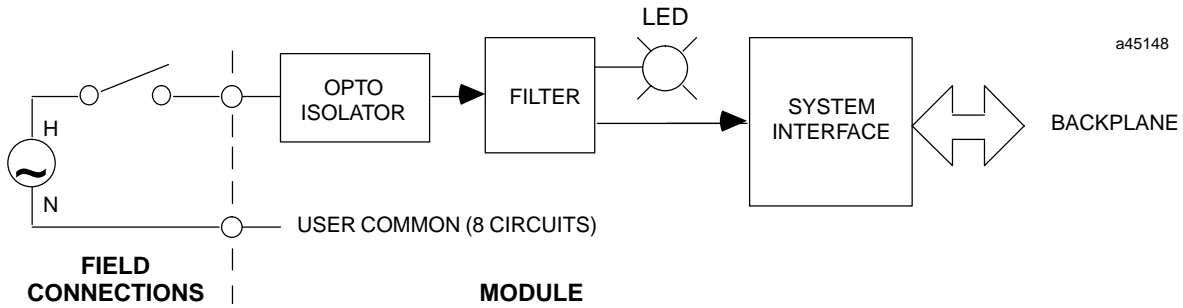 LED
a45148
OPTO
ISOLATOR
FILTER
SYSTEM
INTERFACE
BACKPLANE
H
~
N
USER COMMON (8 CIRCUITS)
FIELD
CONNECTIONS
MODULE